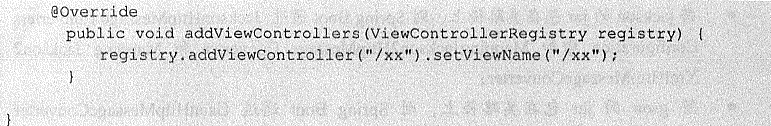 @Override
public void addViewControllers(ViewControllerRegistry registry) {
registry.addViewController("/xx").setViewName("/xx");
}
}